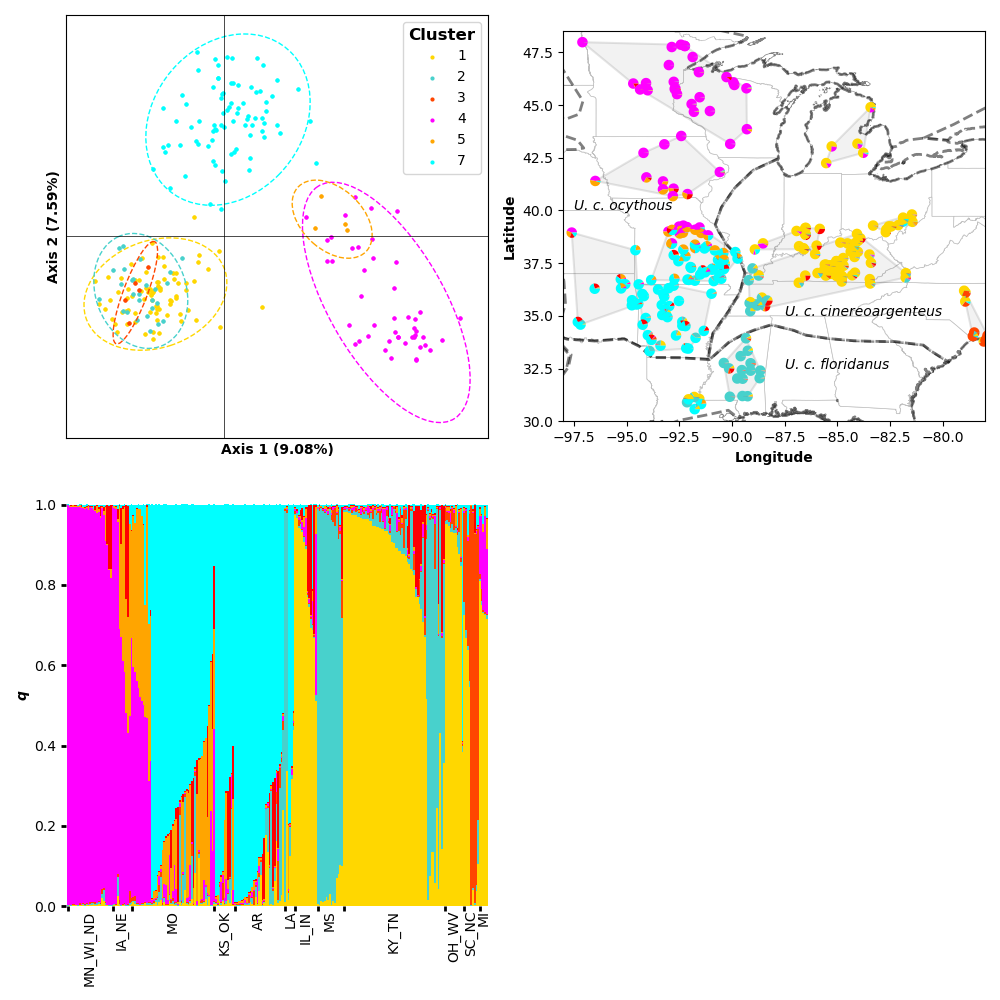 Cluster
1
2
3
4
5
7
Axis 2 (7.59%)
Axis 1 (9.08%)
47.5
45.0
42.5
40.0
37.5
35.0
32.5
30.0
Latitude
U. c. ocythous
U. c. cinereoargenteus
U. c. floridanus
−97.5 −95.0 −92.5 −90.0 −87.5 −85.0 −82.5 −80.0
Longitude
1.0
0.8
0.6
0.4
0.2
0.0
q
MN_WI_ND
IA_NE
MO
KS_OK
AR
LA
IL_IN
MS
KY_TN
OH_WV
SC_NC
MI